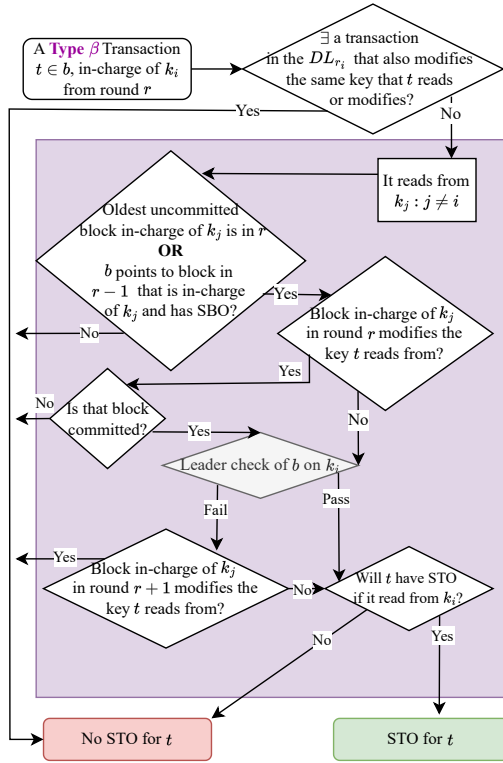 A Type β Transaction
t ∈ b, in-charge of k_i
from round r
∃ a transaction
in the DL_{r_i} that also modifies
the same key that t reads
or modifies?
Yes
No
It reads from
k_j : j ≠ i
Oldest uncommitted
block in-charge of k_j is in r
OR
b points to block in
r − 1 that is in-charge
of k_j and has SBO?
Yes
No
Block in-charge of k_j
in round r modifies the
key t reads from?
Yes
No
Is that block
committed?
No
Yes
Leader check of b on k_i
Fail
Pass
Block in-charge of k_j
in round r + 1 modifies the
key t reads from?
Yes
No
Will t have STO
if it read from k_i?
No
Yes
No STO for t
STO for t